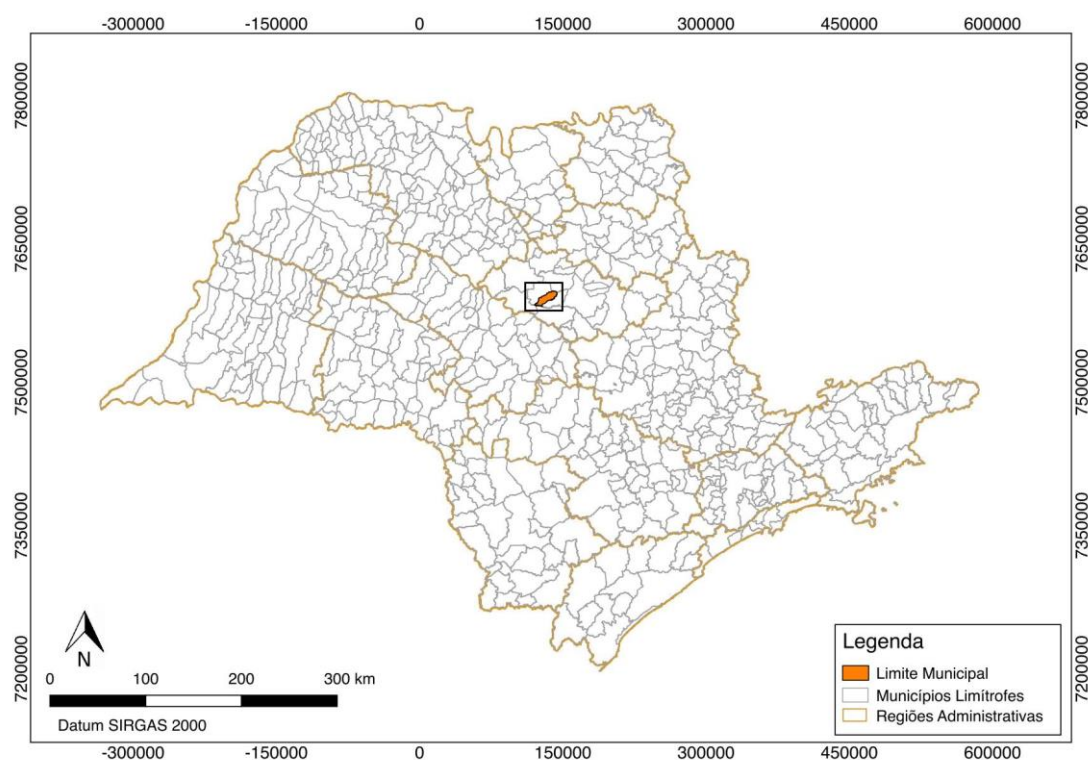 -300000 -150000 0 150000 300000 450000 600000
7800000 7800000
7650000 7650000
7500000 7500000
7350000 7350000
7200000 7200000
N
0 100 200 300 km
Datum SIRGAS 2000
Legenda
Limite Municipal
Municípios Limítrofes
Regiões Administrativas
-300000 -150000 0 150000 300000 450000 600000